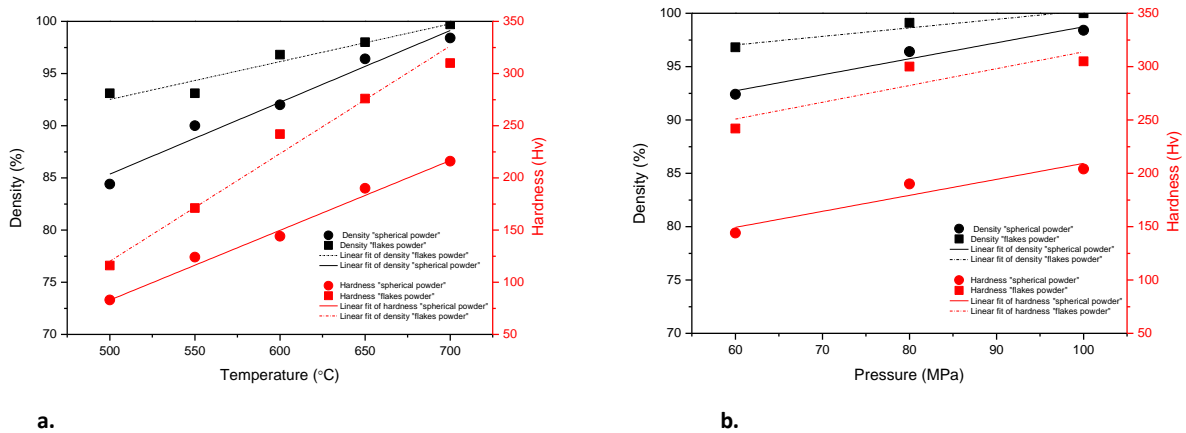 100
95
90
85
80
75
70
Density (%)
350
300
250
200
150
100
50
Hardness (Hv)
Density "spherical powder"
Density "flakes powder"
Linear fit of density "flakes powder"
Linear fit of density "spherical powder"
Hardness "spherical powder"
Hardness "flakes powder"
Linear fit of hardness "spherical powder"
Linear fit of density "flakes powder"
500 550 600 650 700
Temperature (°C)
a.
100
95
90
85
80
75
70
Density (%)
350
300
250
200
150
100
50
Hardness (Hv)
Density "spherical powder"
Density "flakes powder"
Linear fit of density "spherical powder"
Linear fit of density "flakes powder"
Hardness "spherical powder"
Hardness "flakes powder"
Linear fit of hardness "spherical powder"
Linear fit of hardness "flakes powder"
60 70 80 90 100
Pressure (MPa)
b.